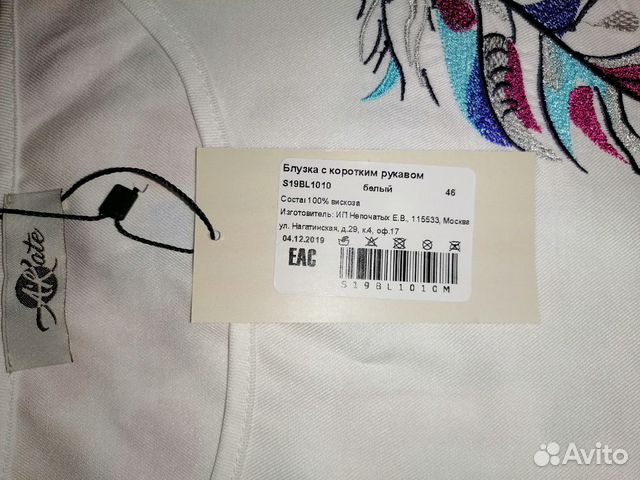 Блузка с коротким рукавом
S19BL1010 белый 46
Состав 100% вискоза
Изготовитель: ИП Непочатых Е.В., 115533, Москва
ул. Нагатинская, д.29, к.4, оф.17
04.12.2019
EAC
S19BL1010M
Avito